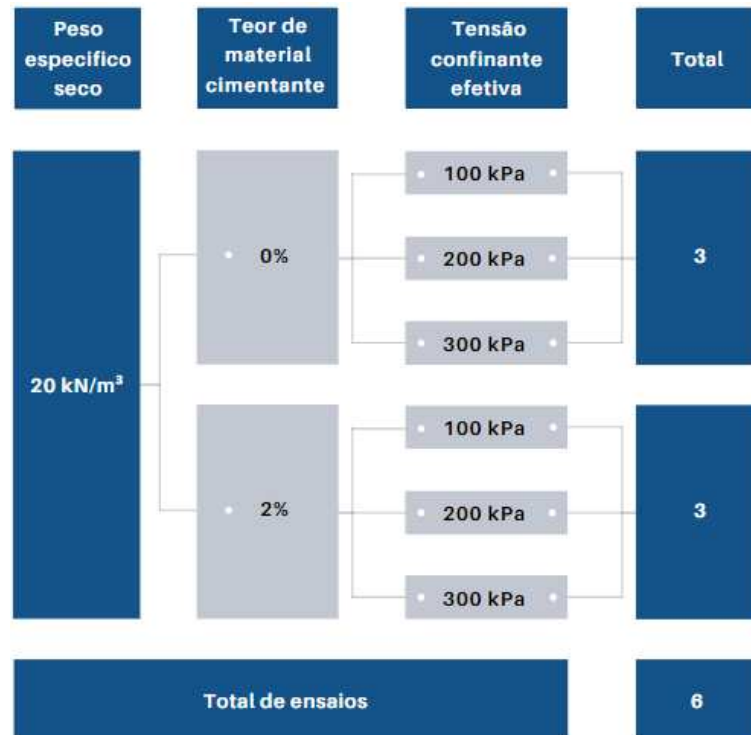 Peso
especifico
seco
Teor de
material
cimentante
Tensão
confinante
efetiva
Total
20 kN/m³
0%
100 kPa
200 kPa
300 kPa
3
2%
100 kPa
200 kPa
300 kPa
3
Total de ensaios
6